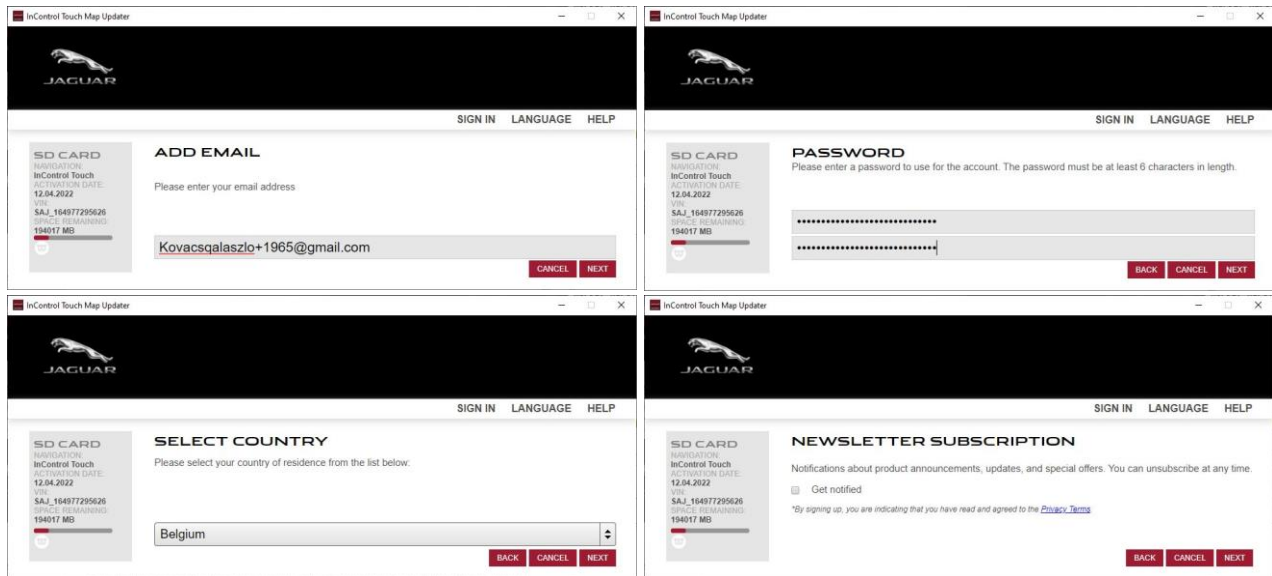 InControl Touch Map Updater
JAGUAR
SIGN IN LANGUAGE HELP
SD CARD
NAVIGATION:
InControl Touch
ACTIVATION DATE:
12.04.2022
VIN:
SAJ_164977295626
SPACE REMAINING:
194017 MB
ADD EMAIL
Please enter your email address
Kovacsqalaszlo+1965@gmail.com
CANCEL NEXT
InControl Touch Map Updater
JAGUAR
SIGN IN LANGUAGE HELP
SD CARD
NAVIGATION:
InControl Touch
ACTIVATION DATE:
12.04.2022
VIN:
SAJ_164977295626
SPACE REMAINING:
194017 MB
PASSWORD
Please enter a password to use for the account. The password must be at least 6 characters in length.
BACK CANCEL NEXT
InControl Touch Map Updater
JAGUAR
SIGN IN LANGUAGE HELP
SD CARD
NAVIGATION:
InControl Touch
ACTIVATION DATE:
12.04.2022
VIN:
SAJ_164977295626
SPACE REMAINING:
194017 MB
SELECT COUNTRY
Please select your country of residence from the list below:
Belgium
BACK CANCEL NEXT
InControl Touch Map Updater
JAGUAR
SIGN IN LANGUAGE HELP
SD CARD
NAVIGATION:
InControl Touch
ACTIVATION DATE:
12.04.2022
VIN:
SAJ_164977295626
SPACE REMAINING:
194017 MB
NEWSLETTER SUBSCRIPTION
Notifications about product announcements, updates, and special offers. You can unsubscribe at any time.
Get notified
*By signing up, you are indicating that you have read and agreed to the Privacy Terms
BACK CANCEL NEXT